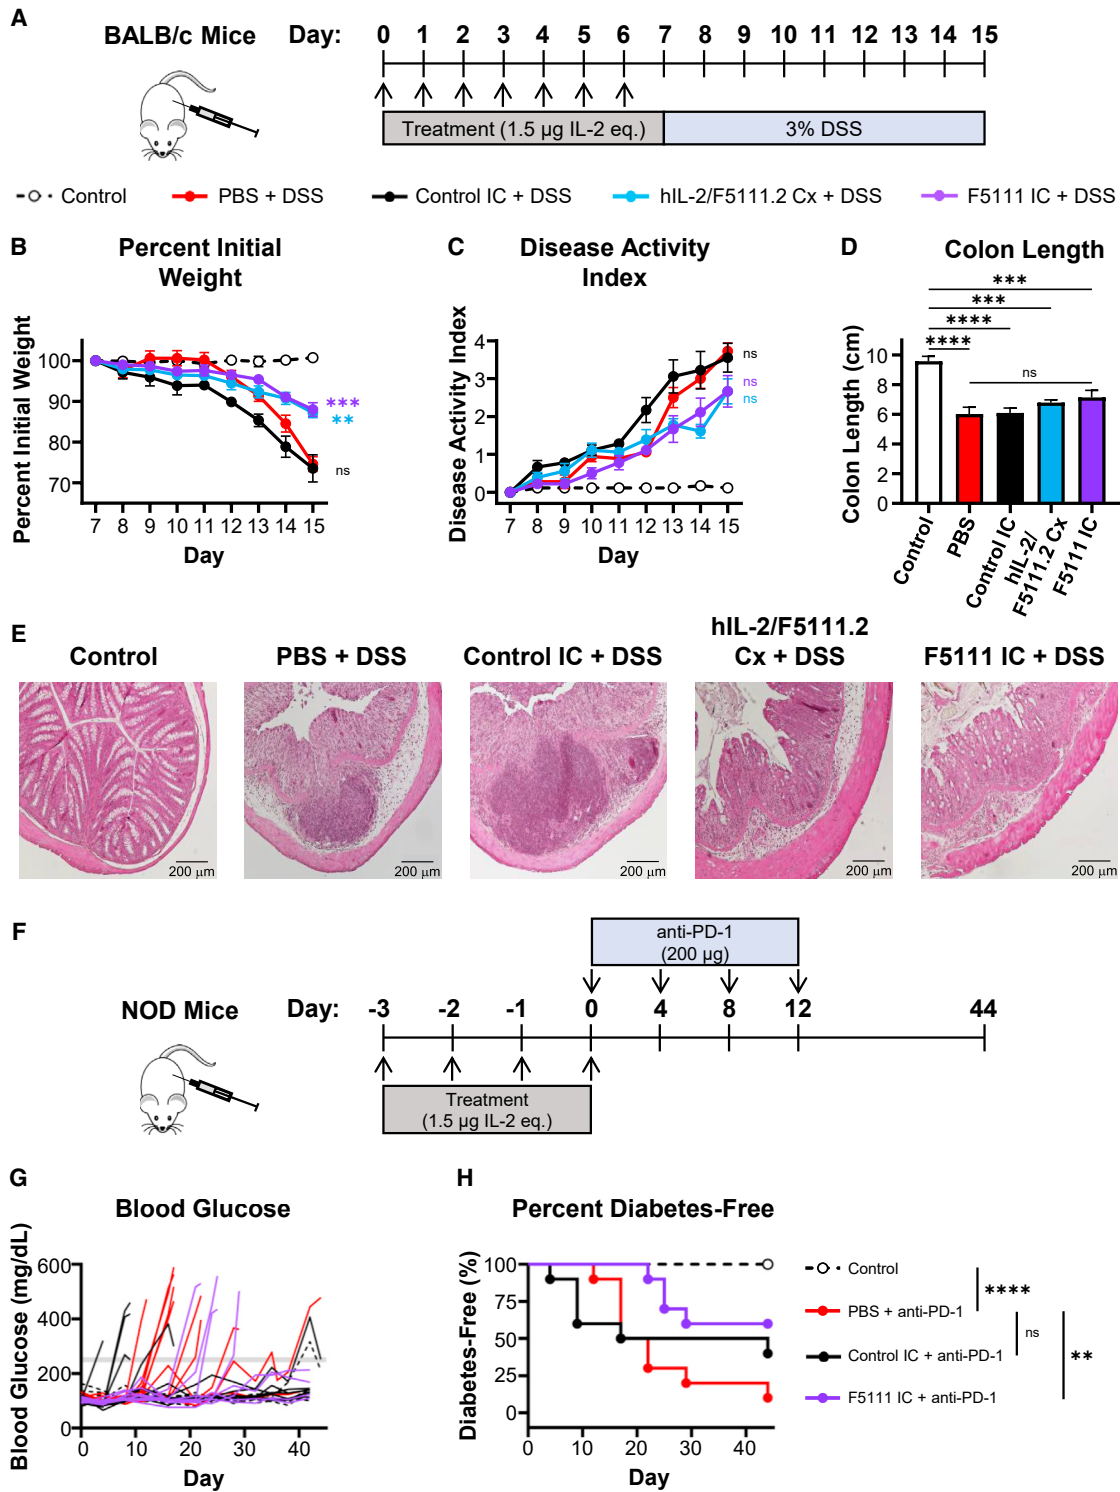 A
BALB/c Mice
Day: 0 1 2 3 4 5 6 7 8 9 10 11 12 13 14 15
Treatment (1.5 µg IL-2 eq.)
3% DSS
Control
PBS + DSS
Control IC + DSS
hIL-2/F5111.2 Cx + DSS
F5111 IC + DSS
B
Percent Initial
Weight
Percent Initial Weight
100
90
80
70
***
**
ns
7 8 9 10 11 12 13 14 15
Day
C
Disease Activity
Index
Disease Activity Index
4
3
2
1
0
ns
ns
ns
7 8 9 10 11 12 13 14 15
Day
D
Colon Length
***
***
****
****
ns
Colon Length (cm)
10
8
6
4
2
0
Control
PBS
Control IC
hIL-2/
F5111.2 Cx
F5111 IC
E
Control
PBS + DSS
Control IC + DSS
hIL-2/F5111.2
Cx + DSS
F5111 IC + DSS
200 µm
200 µm
200 µm
200 µm
200 µm
F
anti-PD-1
(200 µg)
NOD Mice
Day: -3 -2 -1 0 4 8 12 44
Treatment
(1.5 µg IL-2 eq.)
G
Blood Glucose
Blood Glucose (mg/dL)
600
400
200
0
0 10 20 30 40
Day
H
Percent Diabetes-Free
Diabetes-Free (%)
100
75
50
25
0
0 10 20 30 40
Day
Control
PBS + anti-PD-1
Control IC + anti-PD-1
F5111 IC + anti-PD-1
****
ns
**